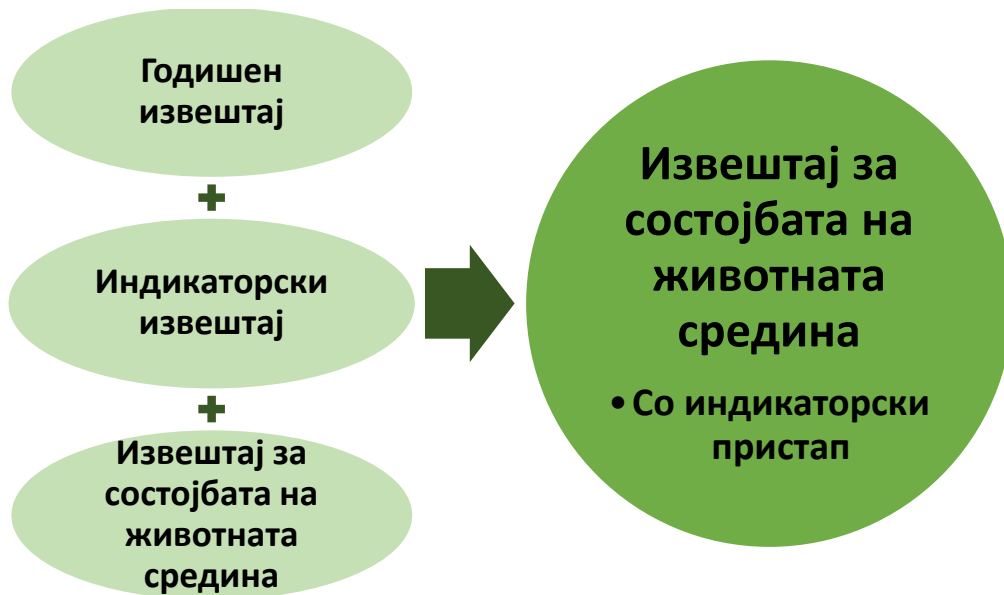 Годишен
извештај
+
Индикаторски
извештај
+
Извештај за
состојбата на
животната
средина
Извештај за
состојбата на
животната
средина
• Со индикаторски
пристап